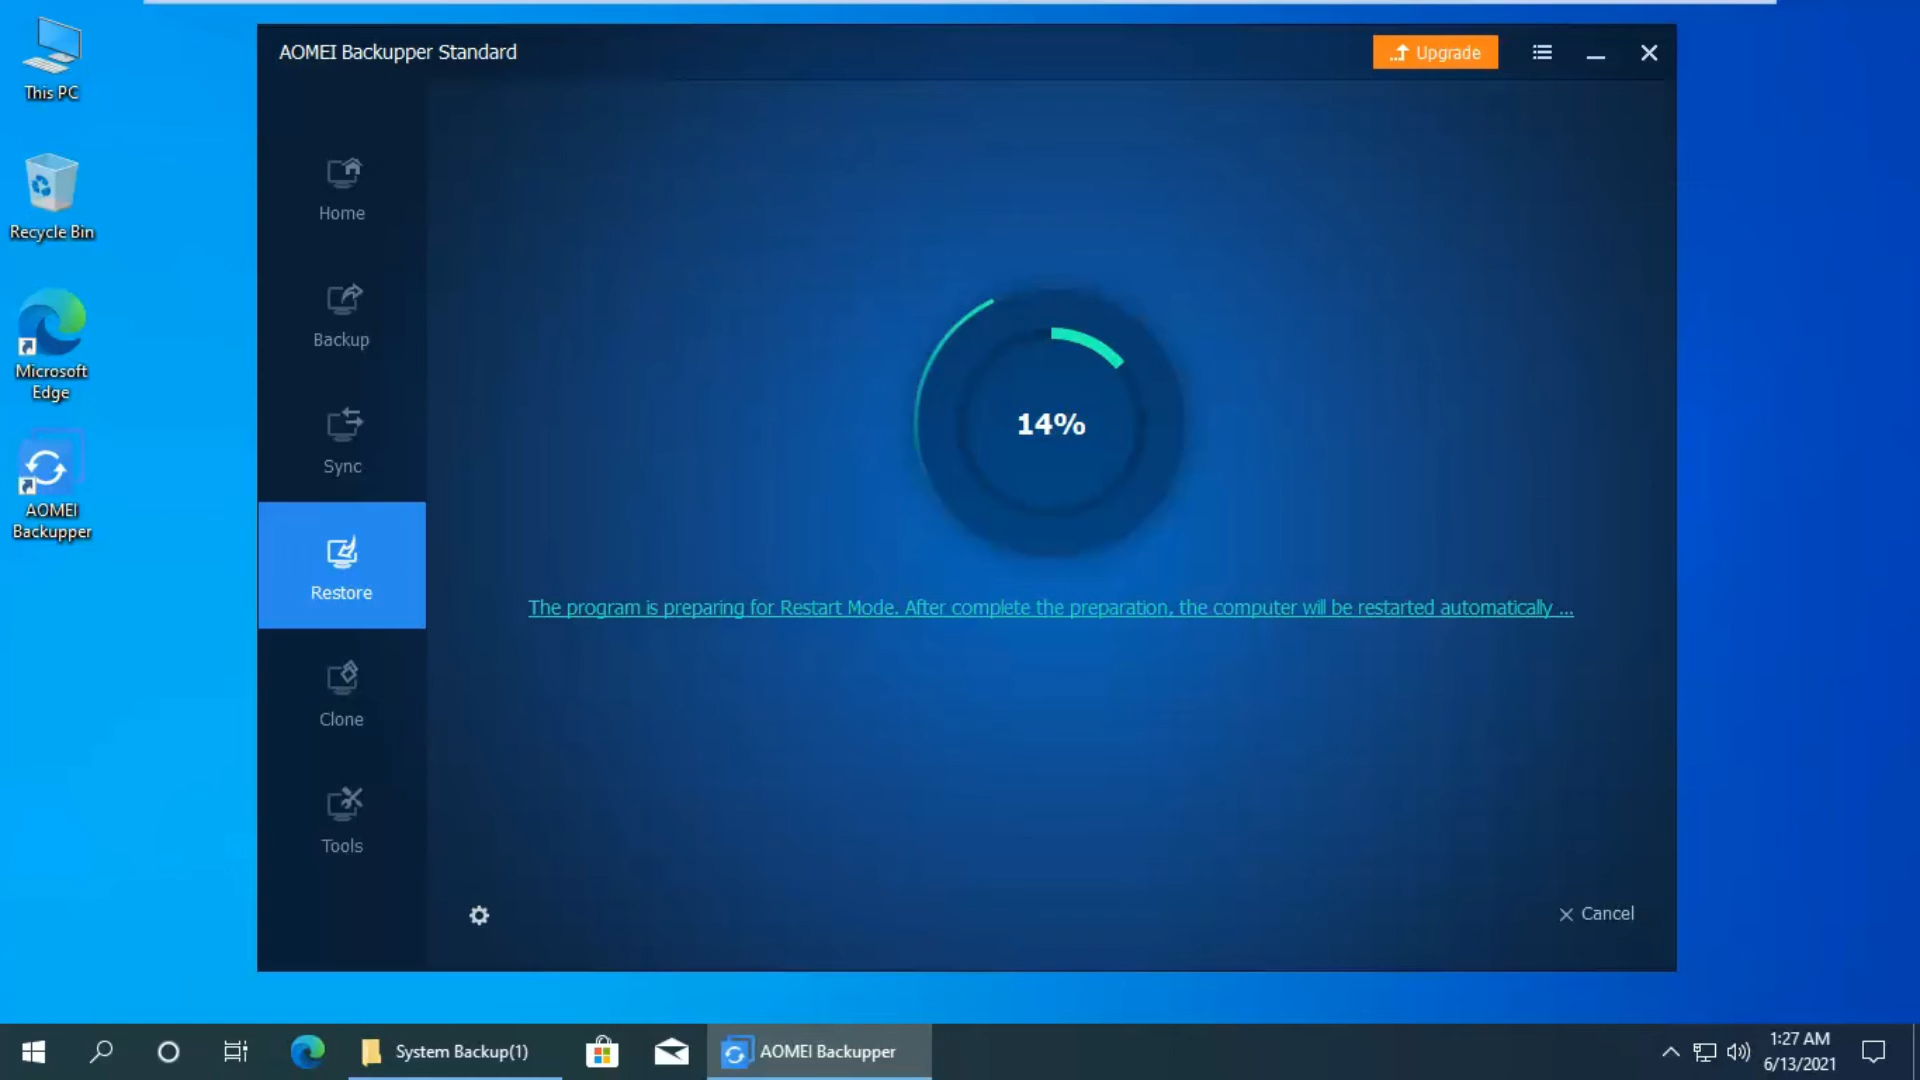 This PC
Recycle Bin
Microsoft
Edge
AOMEI
Backupper
AOMEI Backupper Standard
Upgrade
Home
Backup
Sync
Restore
Clone
Tools
14%
The program is preparing for Restart Mode. After complete the preparation, the computer will be restarted automatically ...
Cancel
System Backup(1)
AOMEI Backupper
1:27 AM
6/13/2021